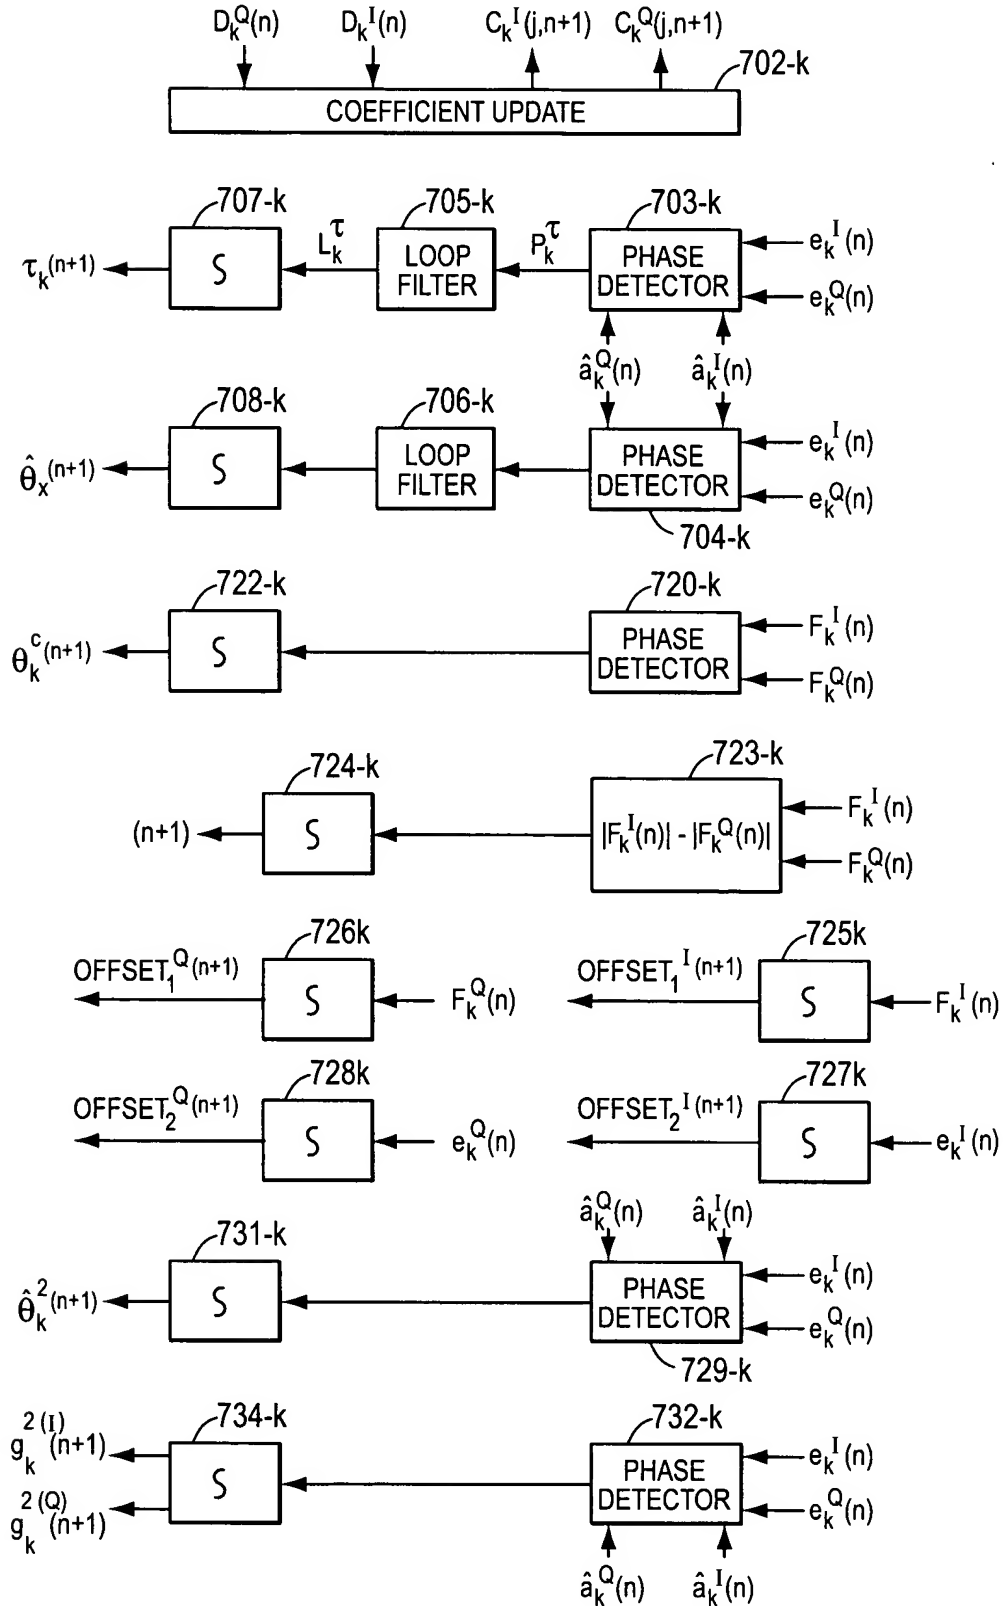 D_k^Q(n) D_k^I(n) C_k^I(j,n+1) C_k^Q(j,n+1)
702-k
COEFFICIENT UPDATE
707-k 705-k 703-k
τ_k^(n+1) ∫ L_k^τ LOOP FILTER P_k^τ PHASE DETECTOR e_k^I(n)
e_k^Q(n)
â_k^Q(n) â_k^I(n)
708-k 706-k
θ̂_x^(n+1) ∫ LOOP FILTER PHASE DETECTOR e_k^I(n)
e_k^Q(n)
704-k
722-k 720-k
θ_k^c(n+1) ∫ PHASE DETECTOR F_k^I(n)
F_k^Q(n)
724-k 723-k
(n+1) ∫ |F_k^I(n)| - |F_k^Q(n)| F_k^I(n)
F_k^Q(n)
726k 725k
OFFSET_1^Q(n+1) ∫ F_k^Q(n) OFFSET_1^I(n+1) ∫ F_k^I(n)
728k 727k
OFFSET_2^Q(n+1) ∫ e_k^Q(n) OFFSET_2^I(n+1) ∫ e_k^I(n)
â_k^Q(n) â_k^I(n)
731-k
θ̂_k^2(n+1) ∫ PHASE DETECTOR e_k^I(n)
e_k^Q(n)
729-k
734-k 732-k
g_k^2(I)(n+1) ∫ PHASE DETECTOR e_k^I(n)
g_k^2(Q)(n+1) e_k^Q(n)
â_k^Q(n) â_k^I(n)